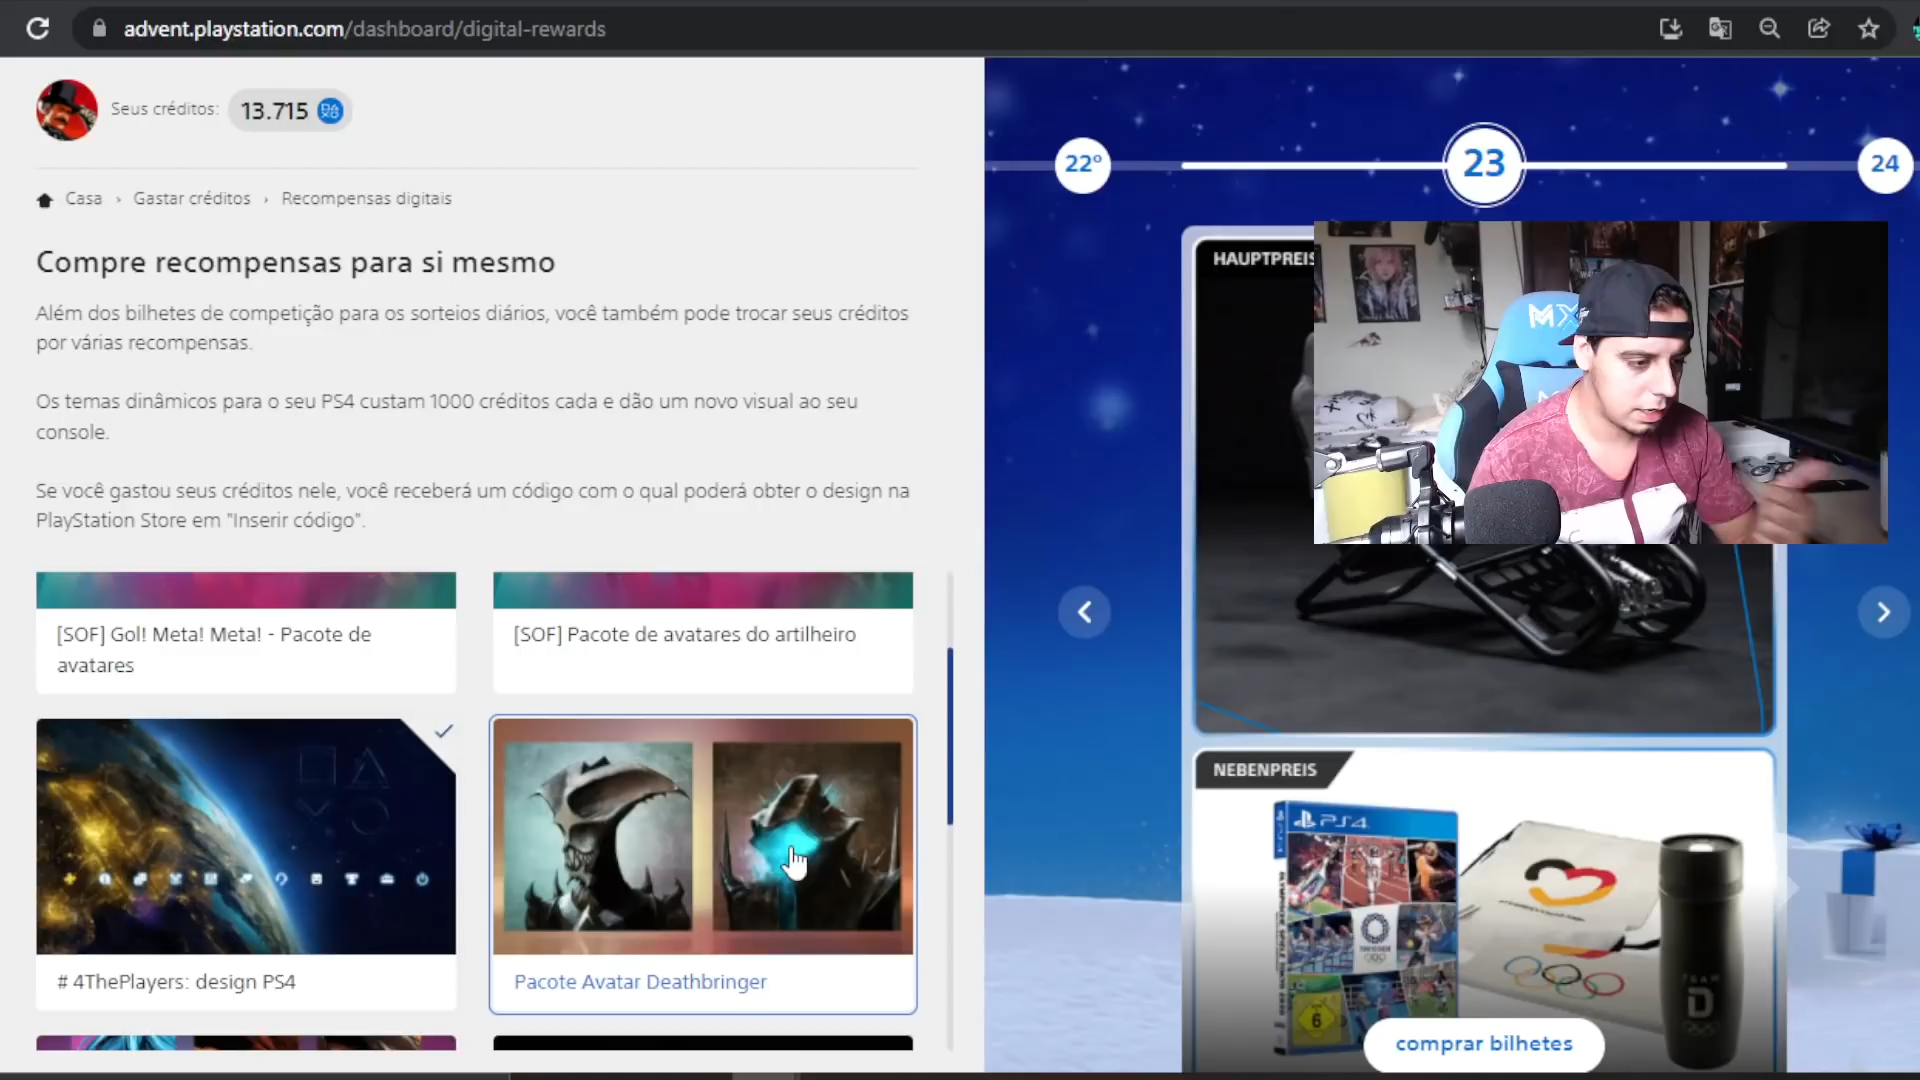 advent.playstation.com/dashboard/digital-rewards
Seus créditos: 13.715
Casa › Gastar créditos › Recompensas digitais
Compre recompensas para si mesmo
Além dos bilhetes de competição para os sorteios diários, você também pode trocar seus créditos
por várias recompensas.
Os temas dinâmicos para o seu PS4 custam 1000 créditos cada e dão um novo visual ao seu
console.
Se você gastou seus créditos nele, você receberá um código com o qual poderá obter o design na
PlayStation Store em "Inserir código".
[SOF] Gol! Meta! Meta! - Pacote de
avatares
[SOF] Pacote de avatares do artilheiro
# 4ThePlayers: design PS4
Pacote Avatar Deathbringer
22º
23
24
HAUPTPREIS
MX
NEBENPREIS
PS4
6
TEAM
D
comprar bilhetes